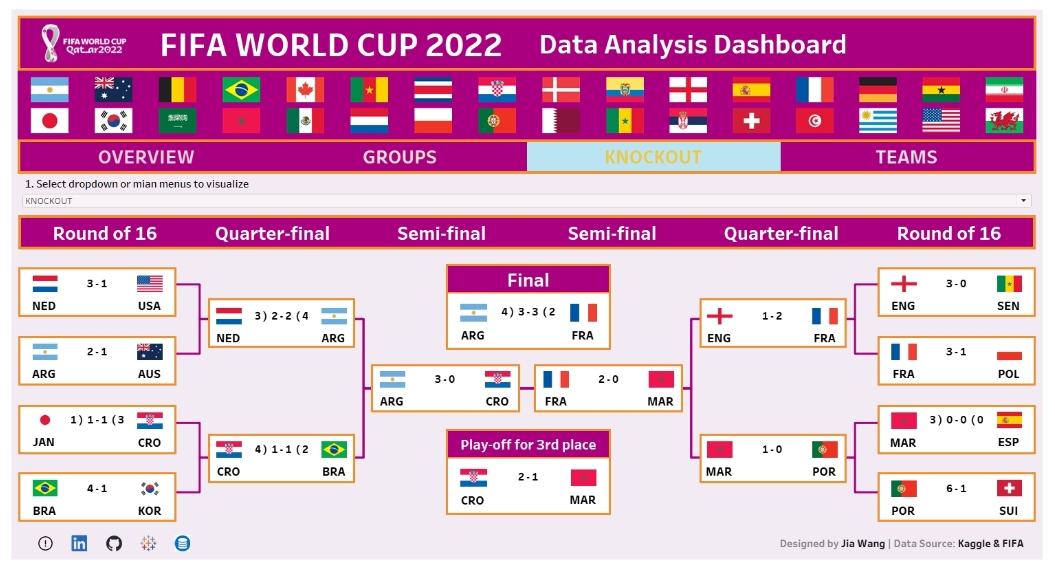 FIFA WORLD CUP
Qatar2022
FIFA WORLD CUP 2022 Data Analysis Dashboard
OVERVIEW GROUPS KNOCKOUT TEAMS
1. Select dropdown or mian menus to visualize
KNOCKOUT
Round of 16 Quarter-final Semi-final Semi-final Quarter-final Round of 16
3-1
NED USA
2-1
ARG AUS
1) 1-1 (3
JAN CRO
4-1
BRA KOR
3) 2-2 (4
NED ARG
4) 1-1 (2
CRO BRA
3-0
ARG CRO
Final
4) 3-3 (2
ARG FRA
2-0
FRA MAR
Play-off for 3rd place
2-1
CRO MAR
1-2
ENG FRA
1-0
MAR POR
3-0
ENG SEN
3-1
FRA POL
3) 0-0 (0
MAR ESP
6-1
POR SUI
Designed by Jia Wang | Data Source: Kaggle & FIFA